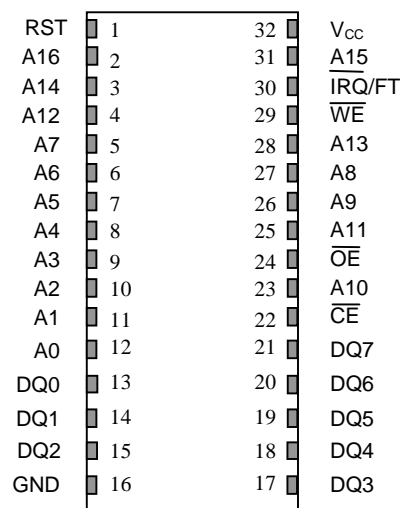 RST 1 32 VCC
A16 2 31 A15
A14 3 30 IRQ/FT
A12 4 29 WE
A7 5 28 A13
A6 6 27 A8
A5 7 26 A9
A4 8 25 A11
A3 9 24 OE
A2 10 23 A10
A1 11 22 CE
A0 12 21 DQ7
DQ0 13 20 DQ6
DQ1 14 19 DQ5
DQ2 15 18 DQ4
GND 16 17 DQ3